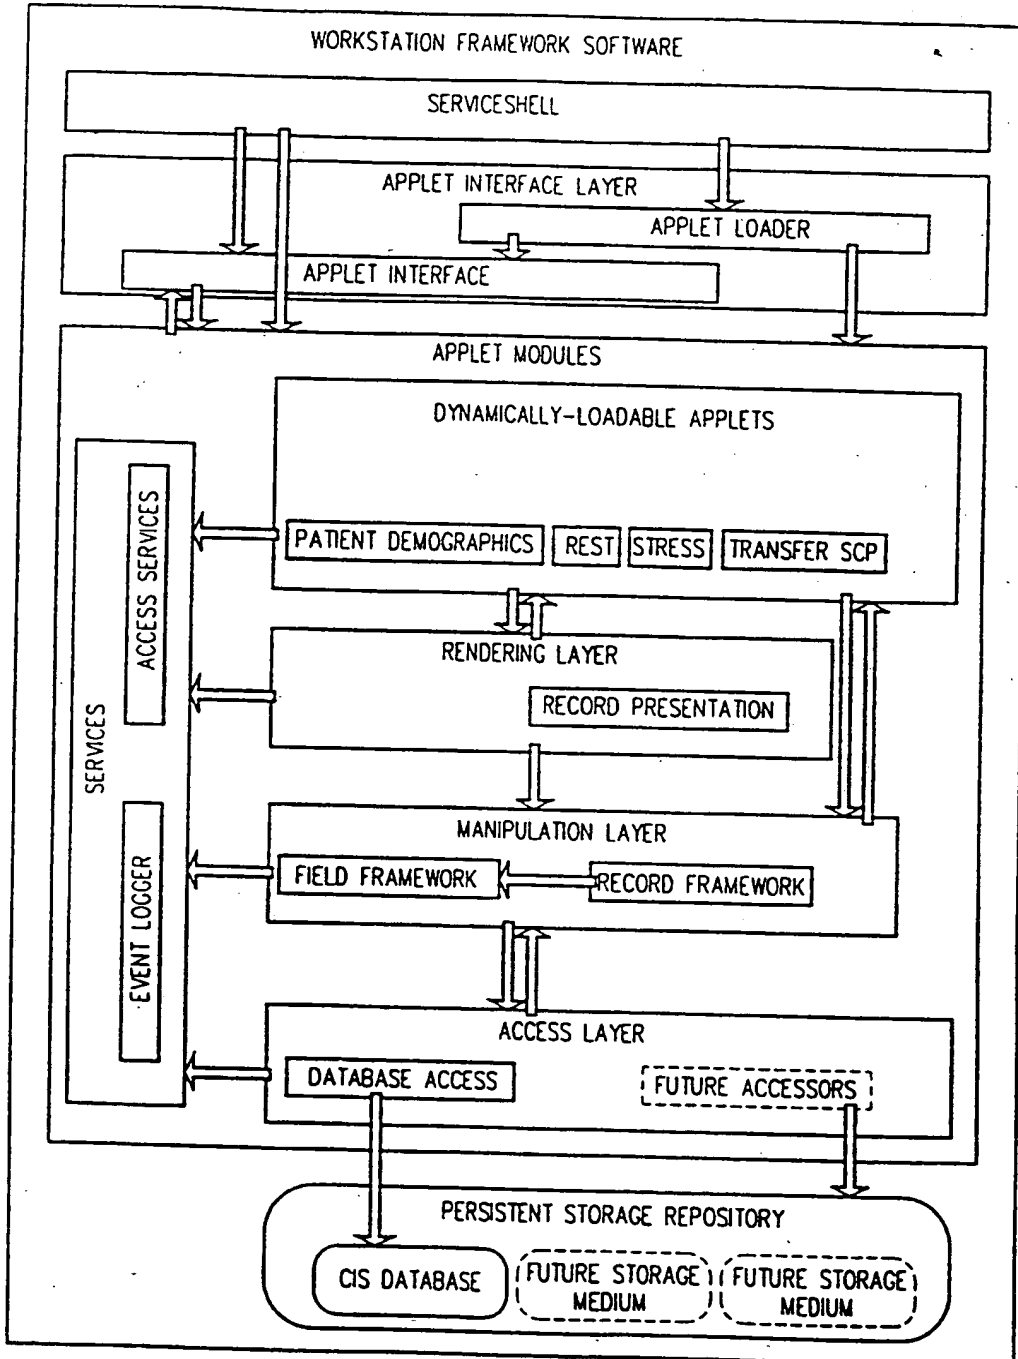 WORKSTATION FRAMEWORK SOFTWARE
SERVICESHELL
APPLET INTERFACE LAYER
APPLET LOADER
APPLET INTERFACE
APPLET MODULES
DYNAMICALLY-LOADABLE APPLETS
PATIENT DEMOGRAPHICS
REST
STRESS
TRANSFER SCP
SERVICES
ACCESS SERVICES
EVENT LOGGER
RENDERING LAYER
RECORD PRESENTATION
MANIPULATION LAYER
FIELD FRAMEWORK
RECORD FRAMEWORK
ACCESS LAYER
DATABASE ACCESS
FUTURE ACCESSORS
PERSISTENT STORAGE REPOSITORY
CIS DATABASE
FUTURE STORAGE
MEDIUM
FUTURE STORAGE
MEDIUM